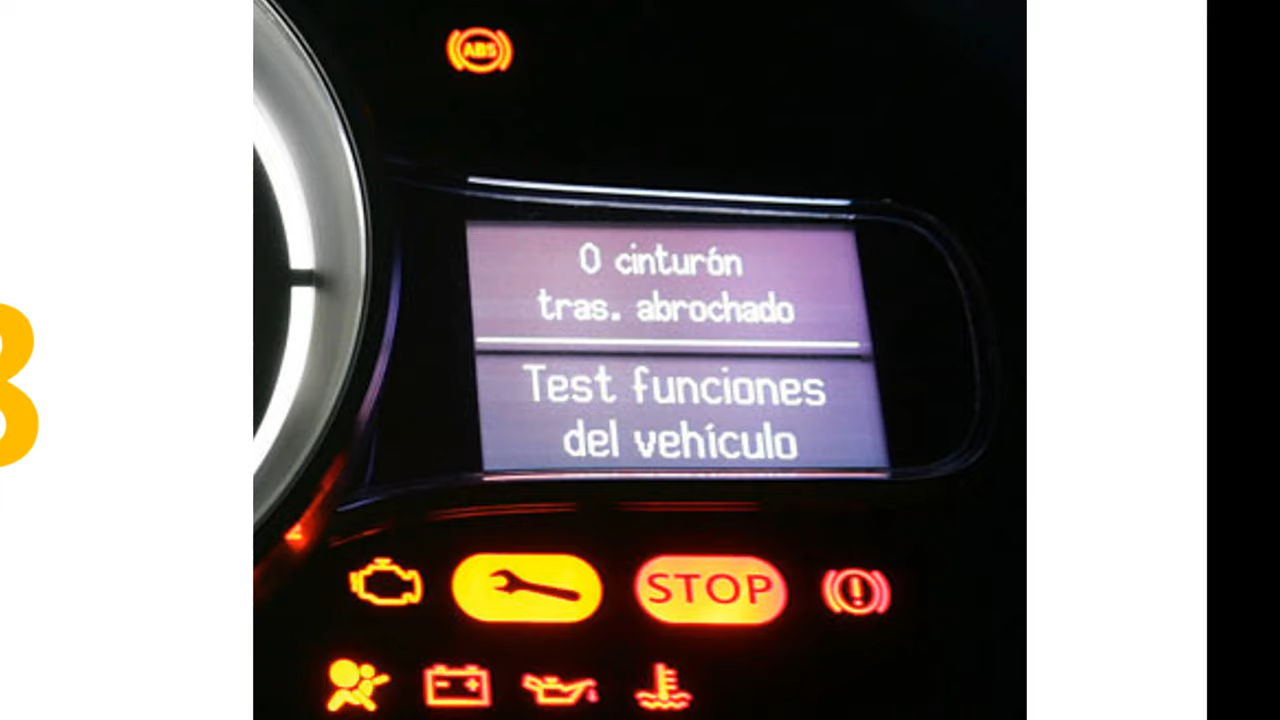 ABS
0 cinturón
tras. abrochado
Test funciones
del vehículo
STOP